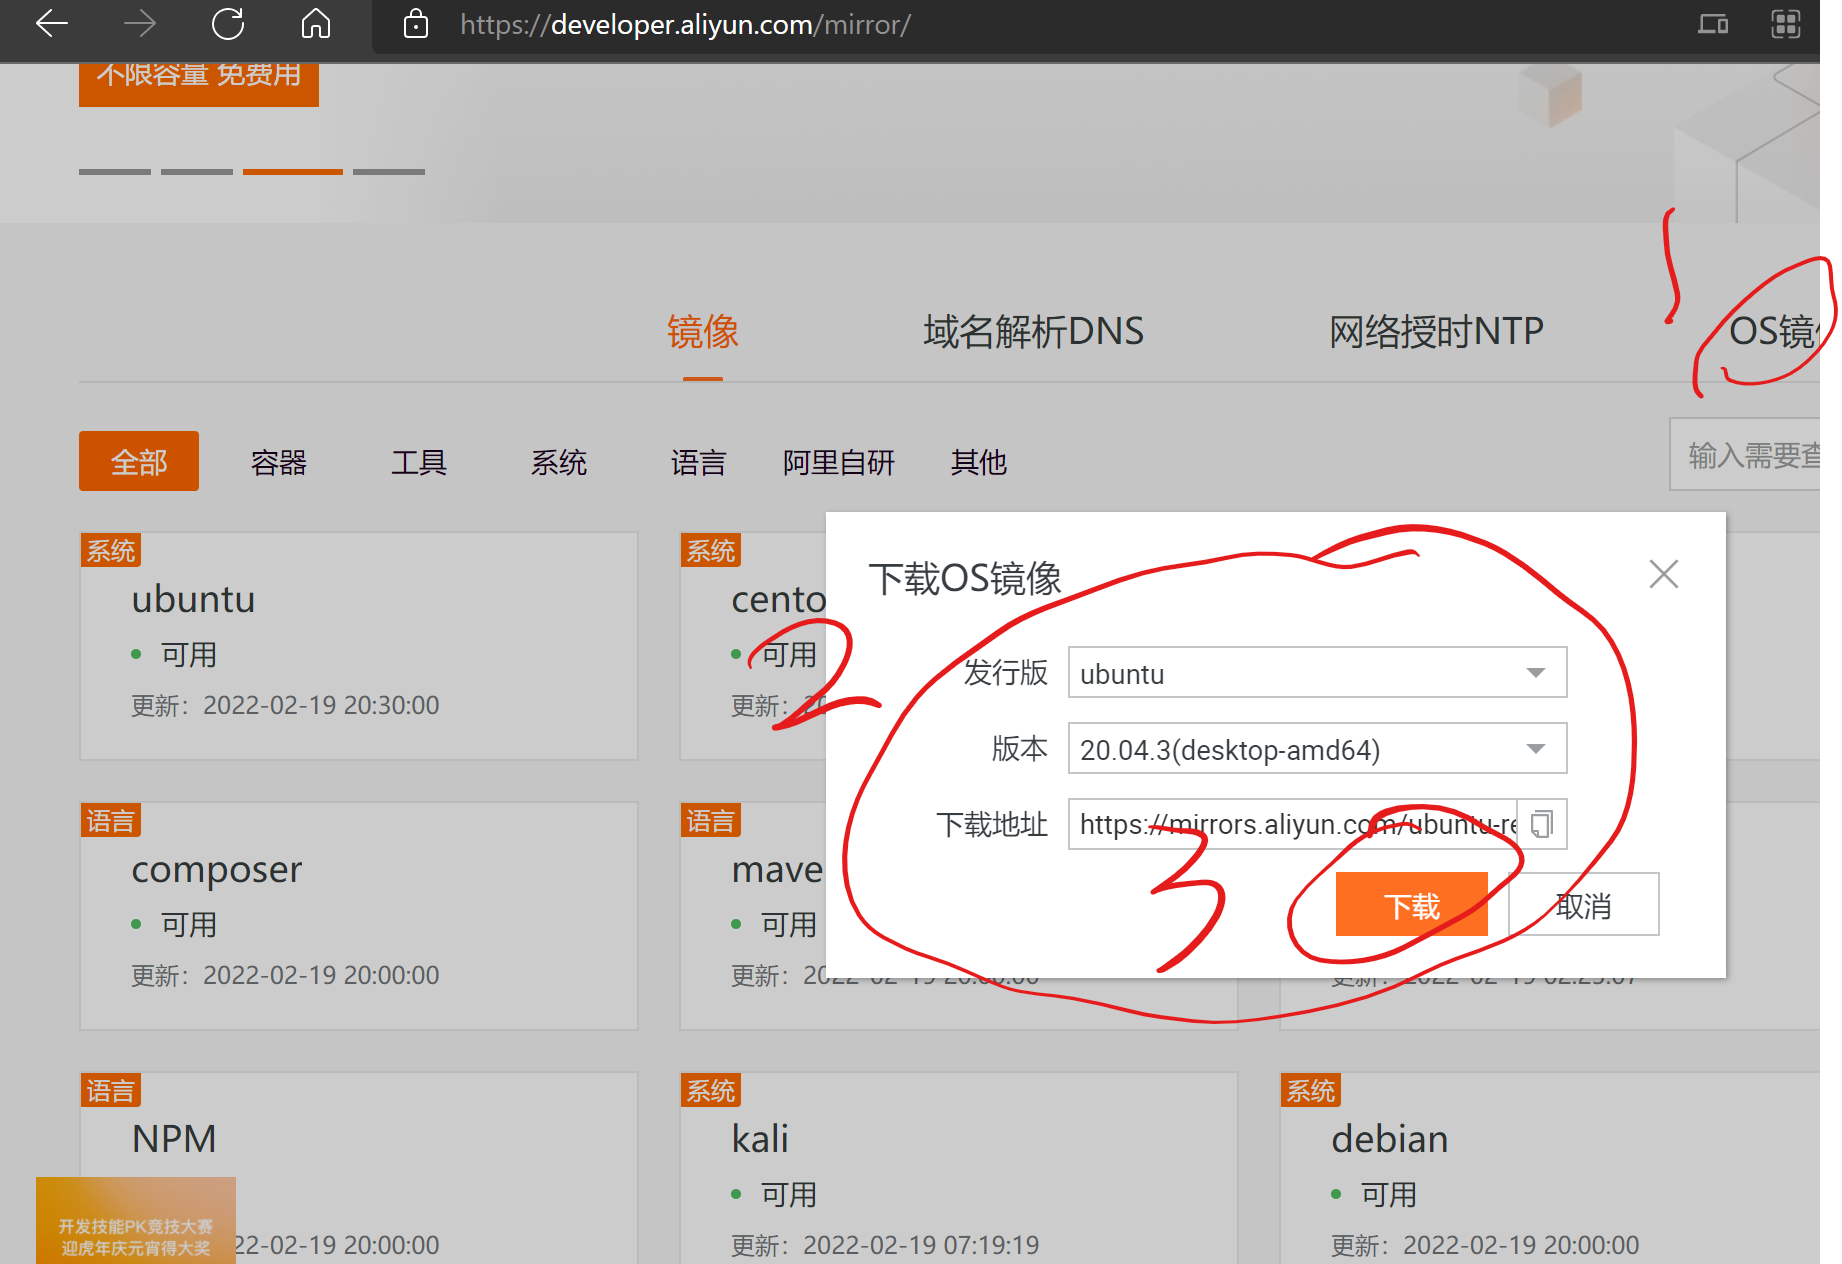 https://developer.aliyun.com/mirror/
不限容量 免费用
1
镜像
域名解析DNS
网络授时NTP
OS镜
全部
容器
工具
系统
语言
阿里自研
其他
输入需要查
系统
ubuntu
可用
更新：2022-02-19 20:30:00
系统
cento
可用
更新：20
2
下载OS镜像
发行版
ubuntu
版本
20.04.3(desktop-amd64)
下载地址
https://mirrors.aliyun.com/ubuntu-re
3
下载
取消
语言
composer
可用
更新：2022-02-19 20:00:00
语言
mave
可用
更新：2022-02-19 20:00:00
更新：2022-02-19 02:25:07
语言
NPM
22-02-19 20:00:00
开发技能PK竞技大赛
迎虎年庆元宵得大奖
系统
kali
可用
更新：2022-02-19 07:19:19
系统
debian
可用
更新：2022-02-19 20:00:00